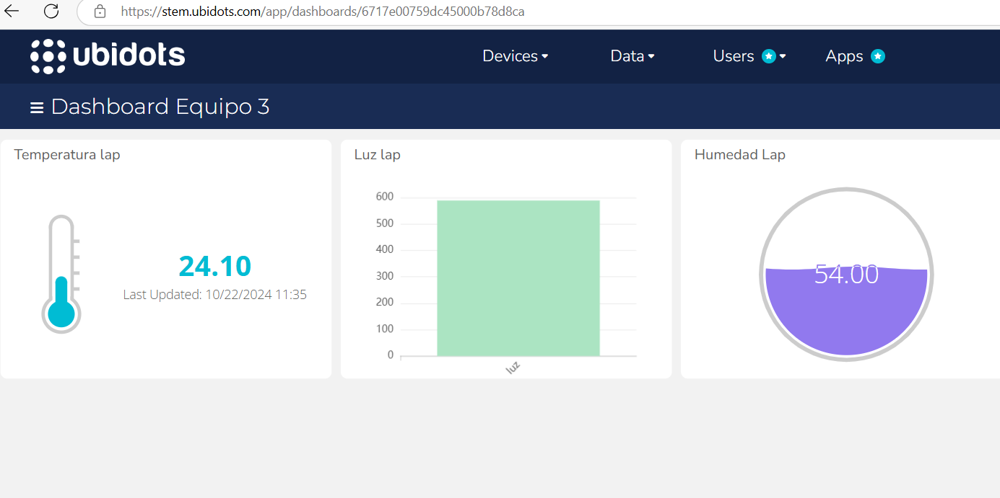 https://stem.ubidots.com/app/dashboards/6717e00759dc45000b78d8ca
ubidots
Devices
Data
Users
Apps
Dashboard Equipo 3
Temperatura lap
24.10
Last Updated: 10/22/2024 11:35
Luz lap
600
500
400
300
200
100
0
luz
Humedad Lap
54.00